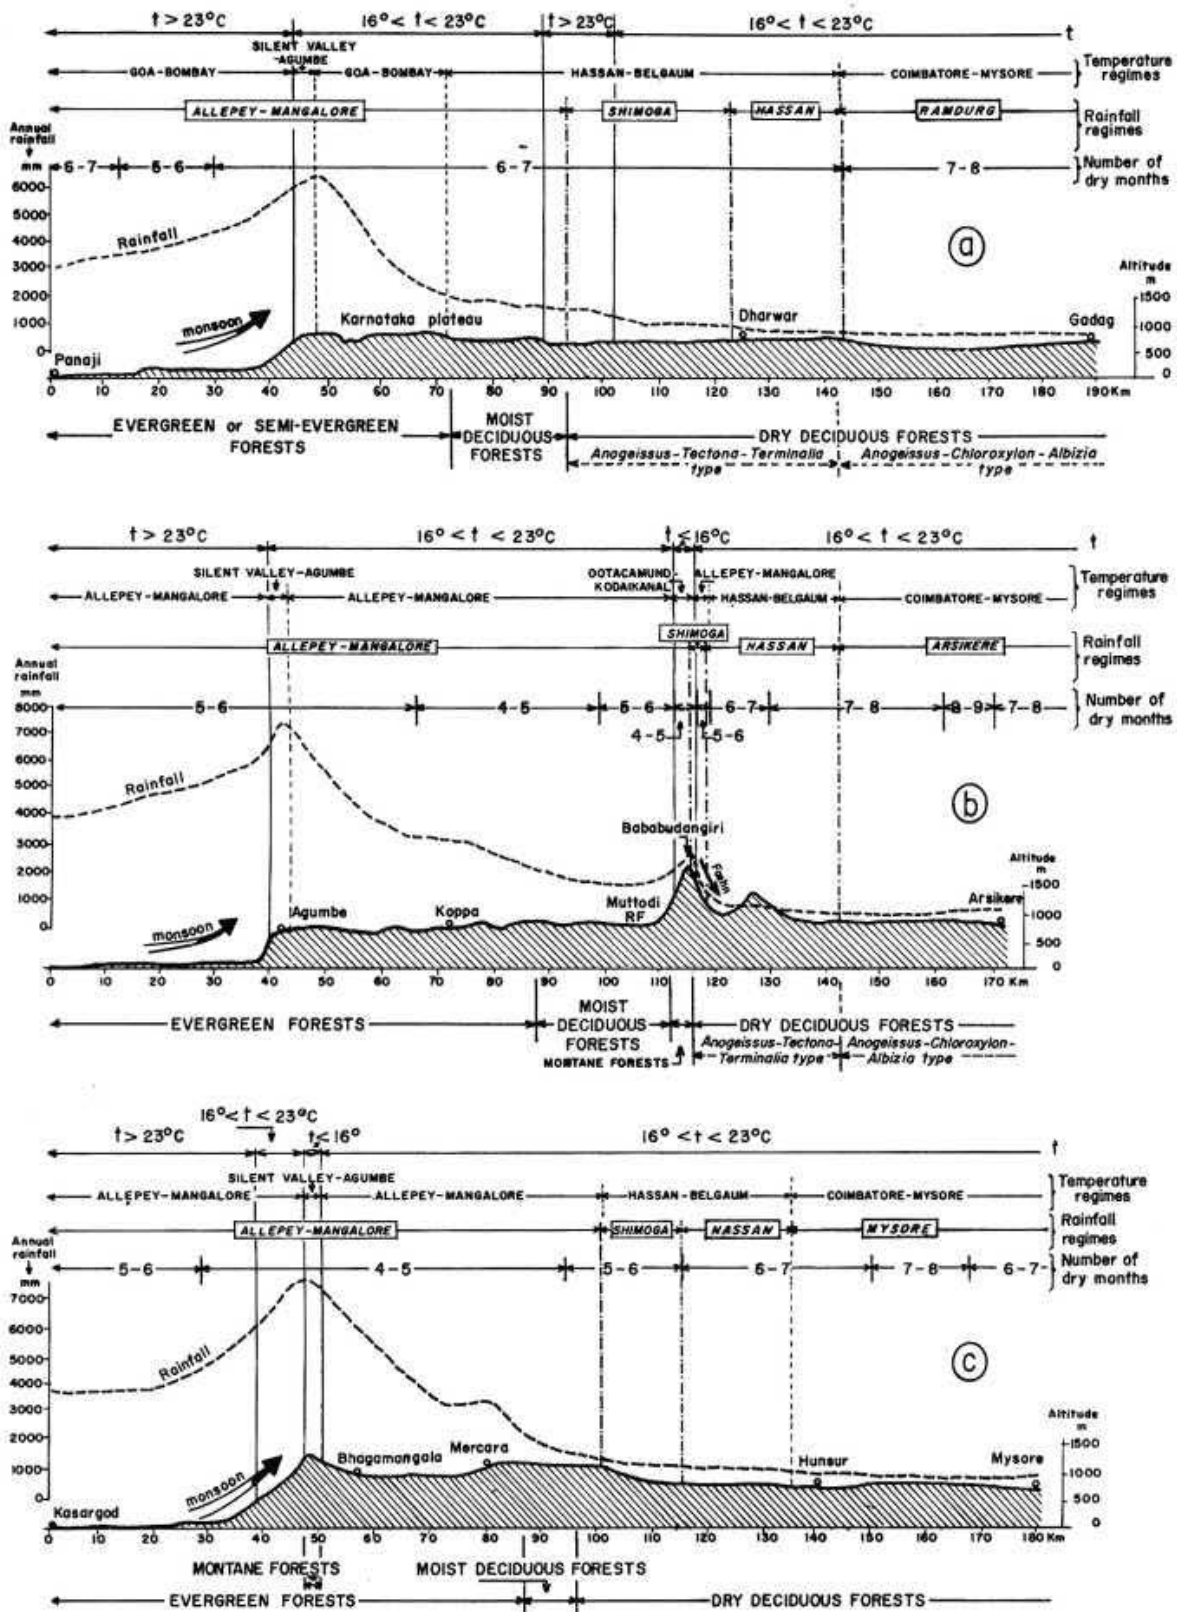 t > 23°C 16° < t < 23°C t > 23°C 16° < t < 23°C t
SILENT VALLEY
-AGUMBE
Temperature
regimes
GOA-BOMBAY GOA-BOMBAY HASSAN-BELGAUM COIMBATORE-MYSORE
ALLEPEY-MANGALORE SHIMOGA HASSAN RAMDURG
Rainfall
regimes
Annual
rainfall
mm
6-7 5-6 6-7 7-8
Number of
dry months
6000
5000
4000
3000
2000
1000
0
Rainfall
a
Altitude
m
1500
1000
500
0
monsoon
Panaji
Karnataka plateau
Dharwar
Gadag
0 10 20 30 40 50 60 70 80 90 100 110 120 130 140 150 160 170 180 190 Km
EVERGREEN or SEMI-EVERGREEN
FORESTS
MOIST
DECIDUOUS
FORESTS
DRY DECIDUOUS FORESTS
Anogeissus-Tectona-Terminalia
type
Anogeissus-Chloroxylon-Albizia
type
t > 23°C 16° < t < 23°C t ≤ 16°C 16° < t < 23°C t
SILENT VALLEY-AGUMBE
OOTACAMUND-
KODAIKANAL
ALLEPEY-MANGALORE
Temperature
regimes
ALLEPEY-MANGALORE ALLEPEY-MANGALORE HASSAN-BELGAUM COIMBATORE-MYSORE
SHIMOGA
ALLEPEY-MANGALORE HASSAN ARSIKERE
Rainfall
regimes
Annual
rainfall
mm
5-6 4-5 5-6 6-7 7-8 8-9 7-8
4-5 5-6
Number of
dry months
8000
7000
6000
5000
4000
3000
2000
1000
0
Rainfall
b
Bababudangiri
Foehn
Altitude
m
1500
1000
500
0
monsoon
Agumbe
Koppa
Muttodi
RF
Arsikere
0 10 20 30 40 50 60 70 80 90 100 110 120 130 140 150 160 170 Km
EVERGREEN FORESTS
MOIST
DECIDUOUS
FORESTS
MONTANE FORESTS
DRY DECIDUOUS FORESTS
Anogeissus-Tectona-
Terminalia type
Anogeissus-Chloroxylon-
Albizia type
16° < t < 23°C
t > 23°C t ≤ 16° 16° < t < 23°C t
SILENT VALLEY-AGUMBE
Temperature
regimes
ALLEPEY-MANGALORE ALLEPEY-MANGALORE HASSAN-BELGAUM COIMBATORE-MYSORE
ALLEPEY-MANGALORE SHIMOGA NASSAN MYSORE
Rainfall
regimes
Annual
rainfall
mm
5-6 4-5 5-6 6-7 7-8 6-7
Number of
dry months
7000
6000
5000
4000
3000
2000
1000
0
Rainfall
c
Altitude
m
1500
1000
500
0
monsoon
Kasargod
Bhagamangala
Mercara
Hunsur
Mysore
0 10 20 30 40 50 60 70 80 90 100 110 120 130 140 150 160 170 180 Km
MONTANE FORESTS
MOIST DECIDUOUS FORESTS
EVERGREEN FORESTS
DRY DECIDUOUS FORESTS